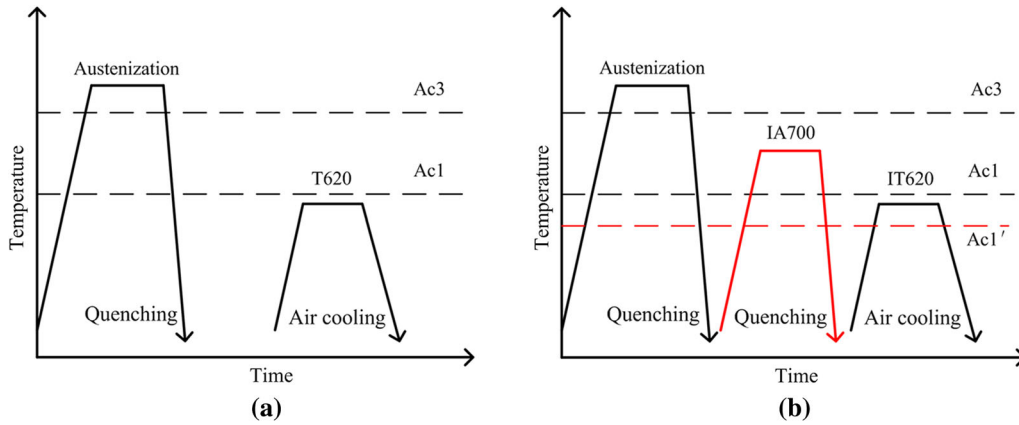 Temperature
Austenization
Ac3
T620
Ac1
Quenching
Air cooling
Time
(a)
Temperature
Austenization
Ac3
IA700
IT620
Ac1
Ac1′
Quenching
Quenching
Air cooling
Time
(b)